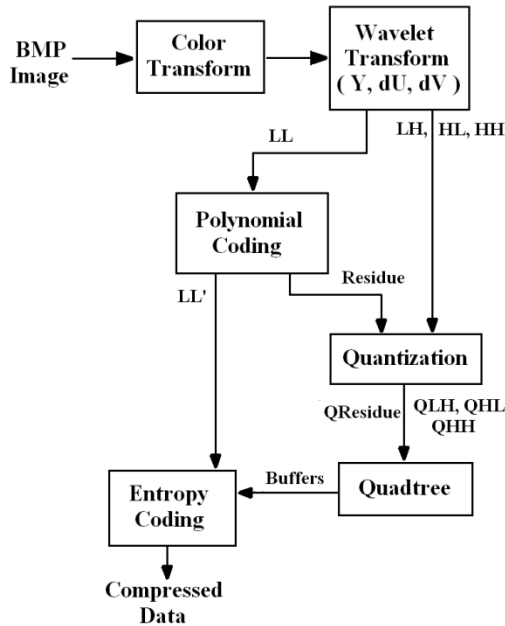 BMP
Image
Color
Transform
Wavelet
Transform
( Y, dU, dV )
LL
LH, HL, HH
Polynomial
Coding
LL'
Residue
Quantization
QResidue
QLH, QHL
QHH
Entropy
Coding
Buffers
Quadtree
Compressed
Data